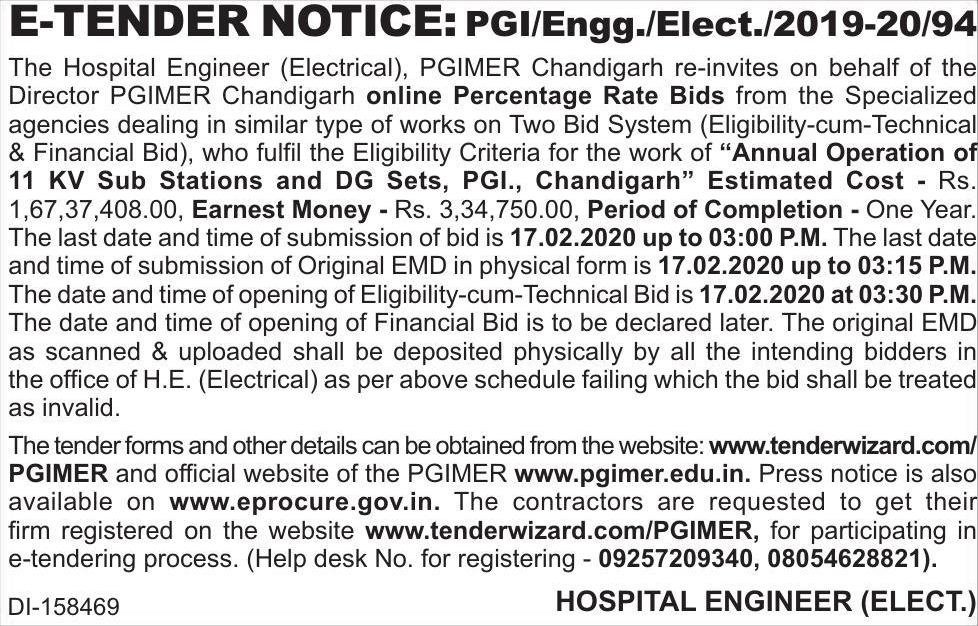 E-TENDER NOTICE: PGI/Engg./Elect./2019-20/94
The Hospital Engineer (Electrical), PGIMER Chandigarh re-invites on behalf of the
Director PGIMER Chandigarh online Percentage Rate Bids from the Specialized
agencies dealing in similar type of works on Two Bid System (Eligibility-cum-Technical
& Financial Bid), who fulfil the Eligibility Criteria for the work of “Annual Operation of
11 KV Sub Stations and DG Sets, PGI., Chandigarh” Estimated Cost - Rs.
1,67,37,408.00, Earnest Money - Rs. 3,34,750.00, Period of Completion - One Year.
The last date and time of submission of bid is 17.02.2020 up to 03:00 P.M. The last date
and time of submission of Original EMD in physical form is 17.02.2020 up to 03:15 P.M.
The date and time of opening of Eligibility-cum-Technical Bid is 17.02.2020 at 03:30 P.M.
The date and time of opening of Financial Bid is to be declared later. The original EMD
as scanned & uploaded shall be deposited physically by all the intending bidders in
the office of H.E. (Electrical) as per above schedule failing which the bid shall be treated
as invalid.
The tender forms and other details can be obtained from the website: www.tenderwizard.com/
PGIMER and official website of the PGIMER www.pgimer.edu.in. Press notice is also
available on www.eprocure.gov.in. The contractors are requested to get their
firm registered on the website www.tenderwizard.com/PGIMER, for participating in
e-tendering process. (Help desk No. for registering - 09257209340, 08054628821).
DI-158469 HOSPITAL ENGINEER (ELECT.)